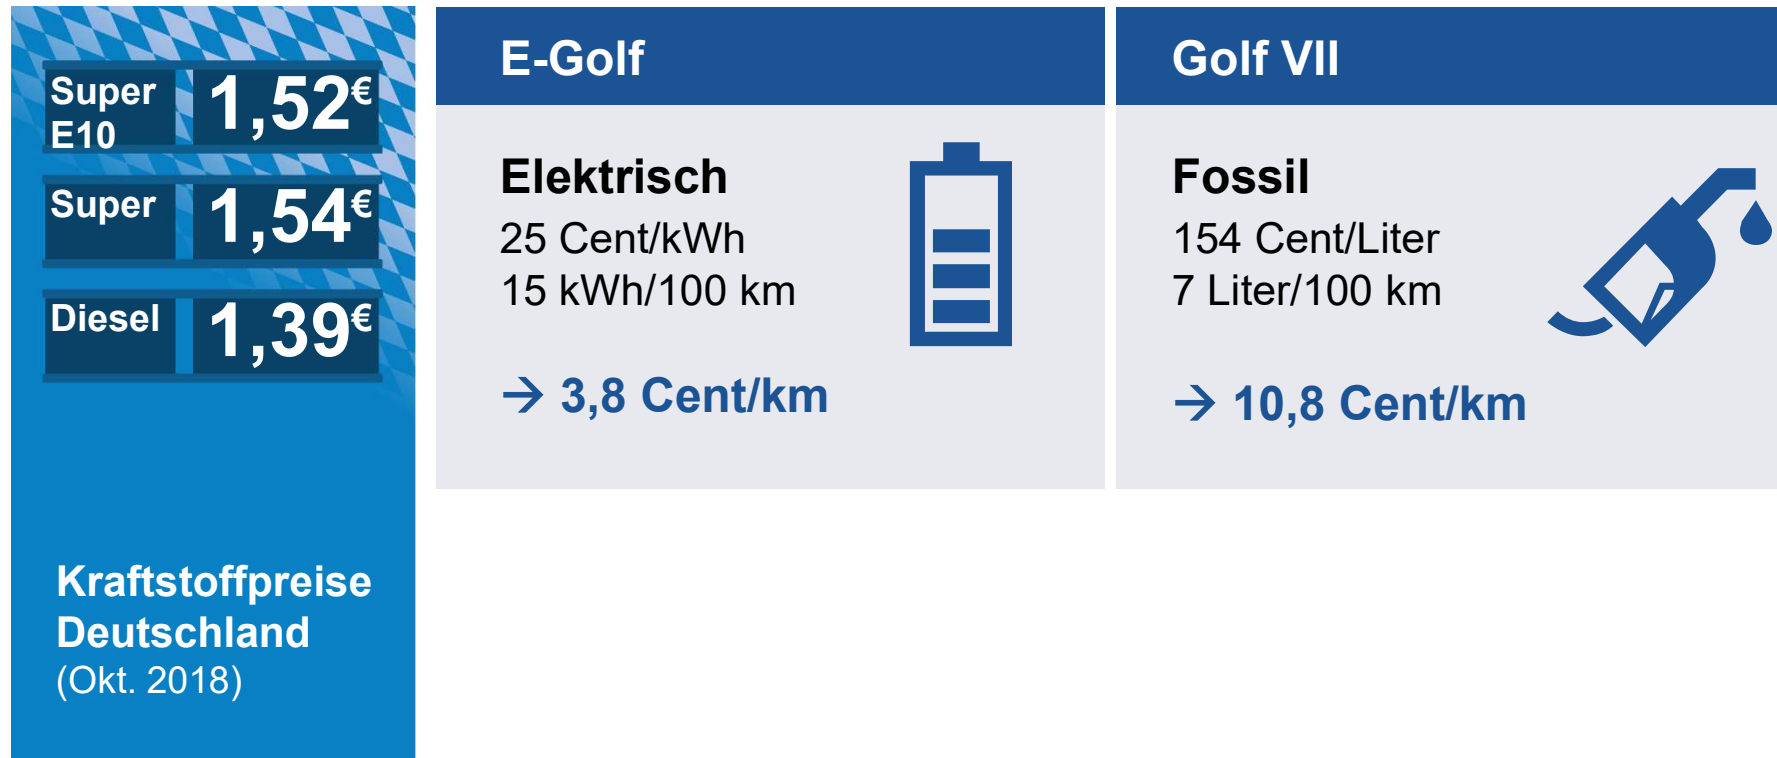 Super
E10
1,52€
Super
1,54€
Diesel
1,39€
Kraftstoffpreise
Deutschland
(Okt. 2018)
E-Golf
Elektrisch
25 Cent/kWh
15 kWh/100 km
→ 3,8 Cent/km
Golf VII
Fossil
154 Cent/Liter
7 Liter/100 km
→ 10,8 Cent/km